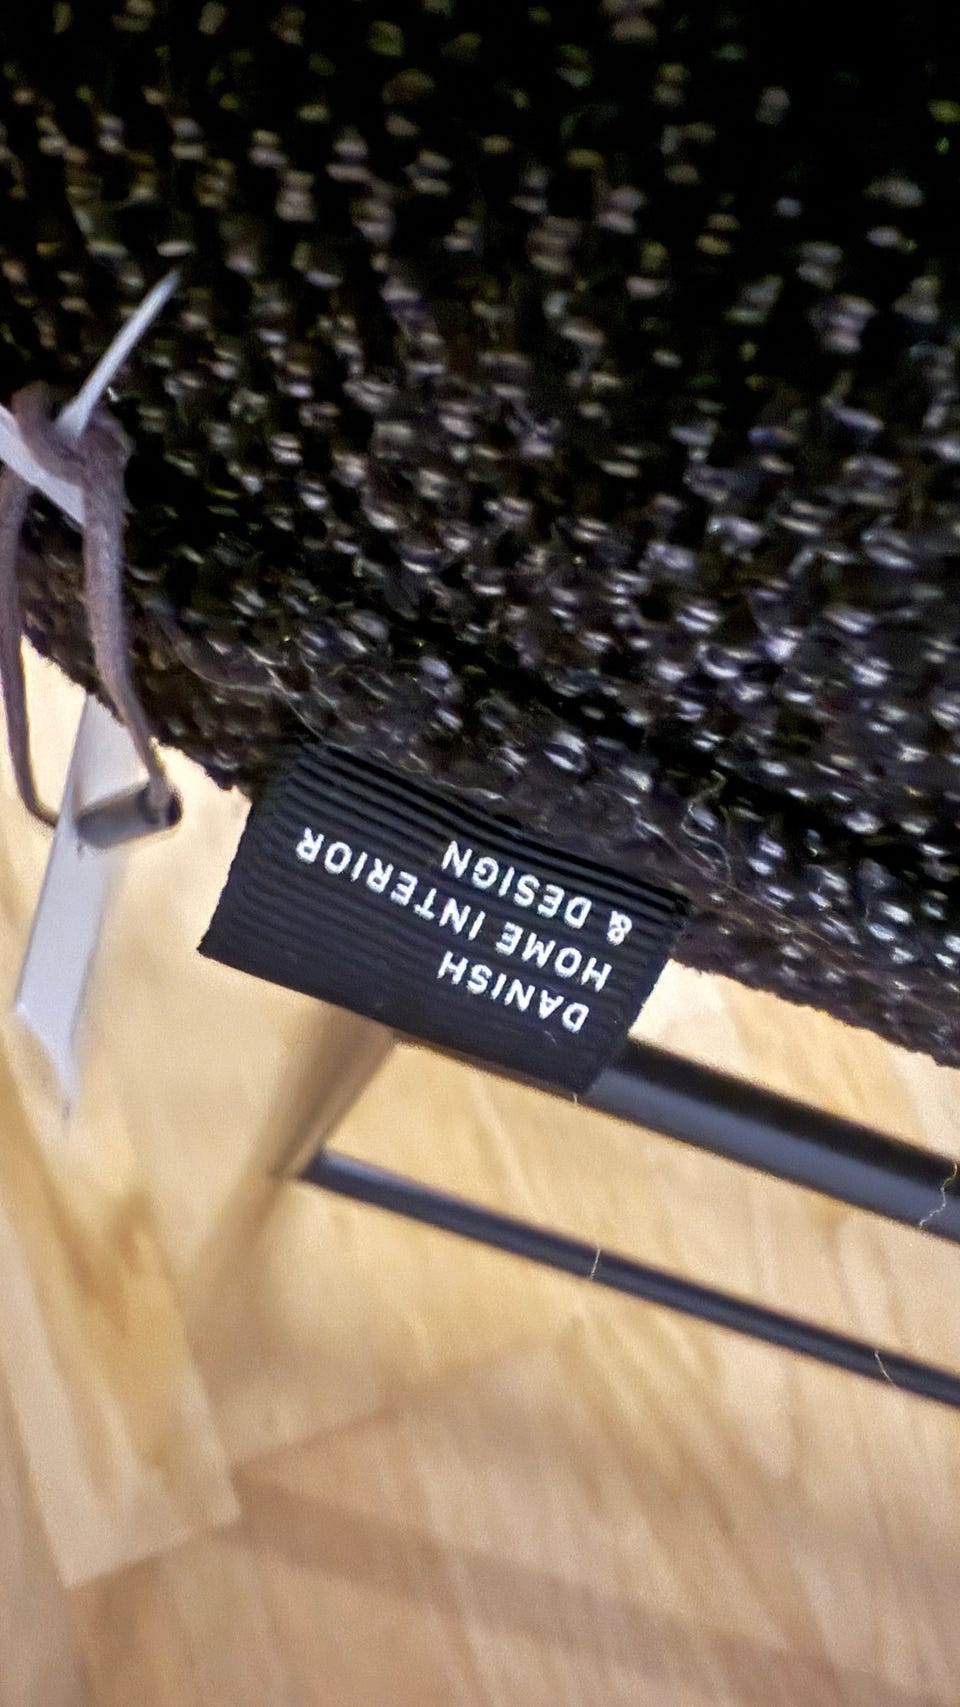 DANISH
HOME INTERIOR
& DESIGN